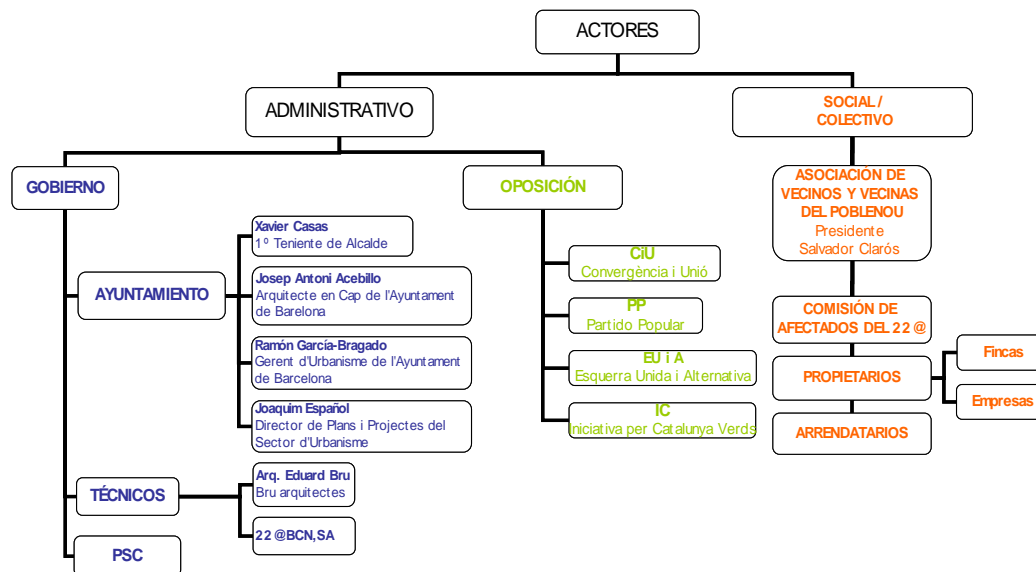 ACTORES
ADMINISTRATIVO
SOCIAL /
COLECTIVO
GOBIERNO
OPOSICIÓN
ASOCIACIÓN DE
VECINOS Y VECINAS
DEL POBLENOU
Presidente
Salvador Clarós
AYUNTAMIENTO
Xavier Casas
1º Teniente de Alcalde
Josep Antoni Acebillo
Arquitecte en Cap de l'Ayuntament
de Barelona
Ramón García-Bragado
Gerent d'Urbanisme de l'Ayuntament
de Barcelona
Joaquim Español
Director de Plans i Projectes del
Sector d'Urbanisme
CiU
Convergència i Unió
PP
Partido Popular
EU i A
Esquerra Unida i Alternativa
IC
Iniciativa per Catalunya Verds
COMISIÓN DE
AFECTADOS DEL 22 @
PROPIETARIOS
Fincas
Empresas
ARRENDATARIOS
TÉCNICOS
Arq. Eduard Bru
Bru arquitectes
22 @BCN,SA
PSC